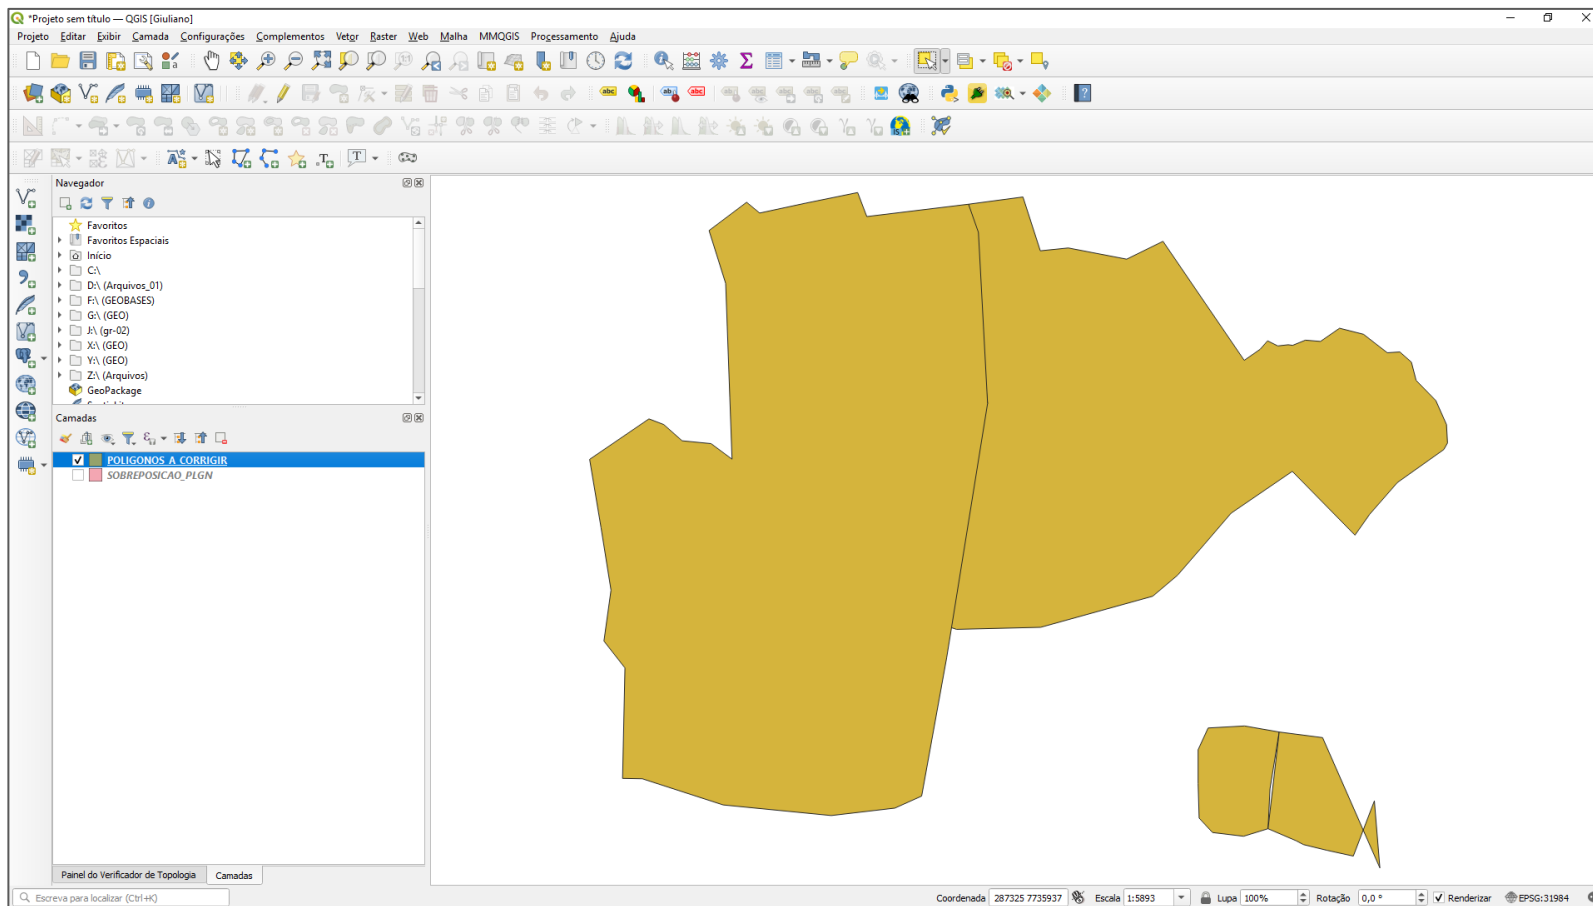 *Projeto sem título — QGIS [Giuliano]
Projeto Editar Exibir Camada Configurações Complementos Vetor Raster Web Malha MMQGIS Processamento Ajuda
Navegador
Favoritos
Favoritos Espaciais
Início
C:\
D:\ (Arquivos_01)
F:\ (GEOBASES)
G:\ (GEO)
J:\ (gr-02)
X:\ (GEO)
Y:\ (GEO)
Z:\ (Arquivos)
GeoPackage
Camadas
POLIGONOS_A_CORRIGIR
SOBREPOSICAO_PLGN
Painel do Verificador de Topologia Camadas
Escreva para localizar (Ctrl+K) Coordenada 287325 7735937 Escala 1:5893 Lupa 100% Rotação 0,0 ° Renderizar EPSG:31984